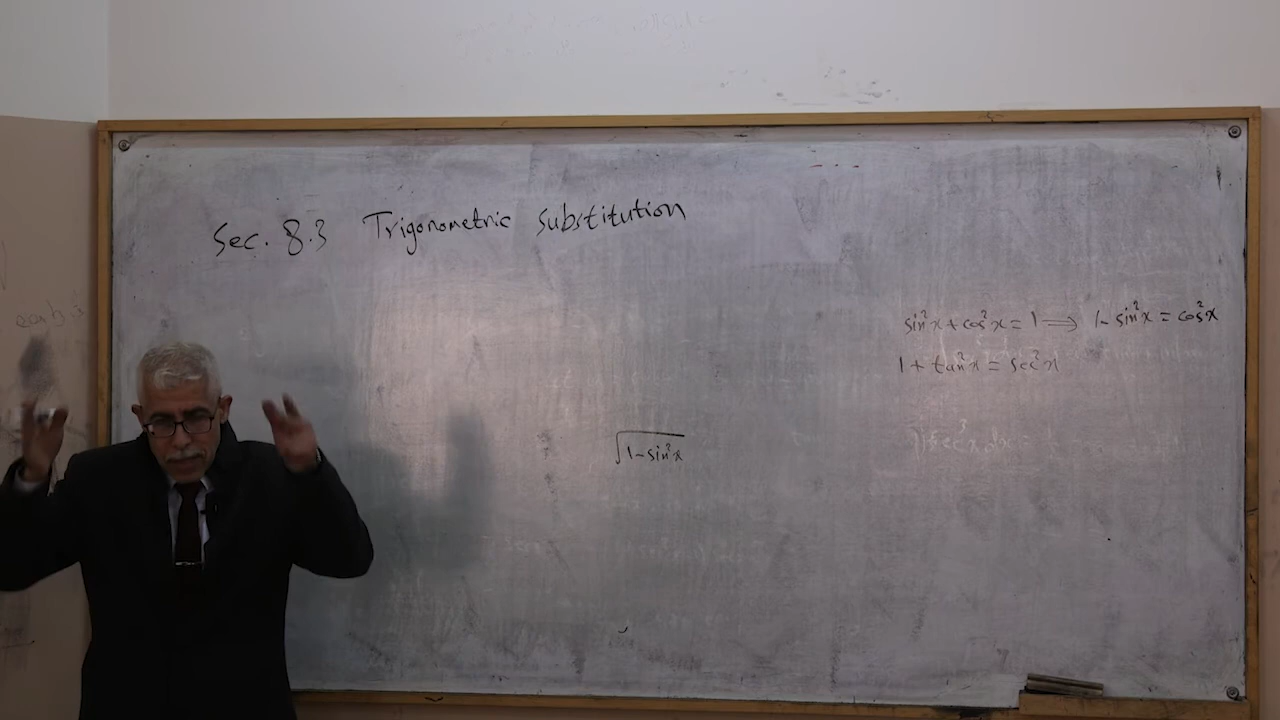 Sec. 8.3 Trigonometric substitution
sin²x + cos²x = 1 ⟹ 1 - sin²x = cos²x
1 + tan²x = sec²x
√(1-sin²x)